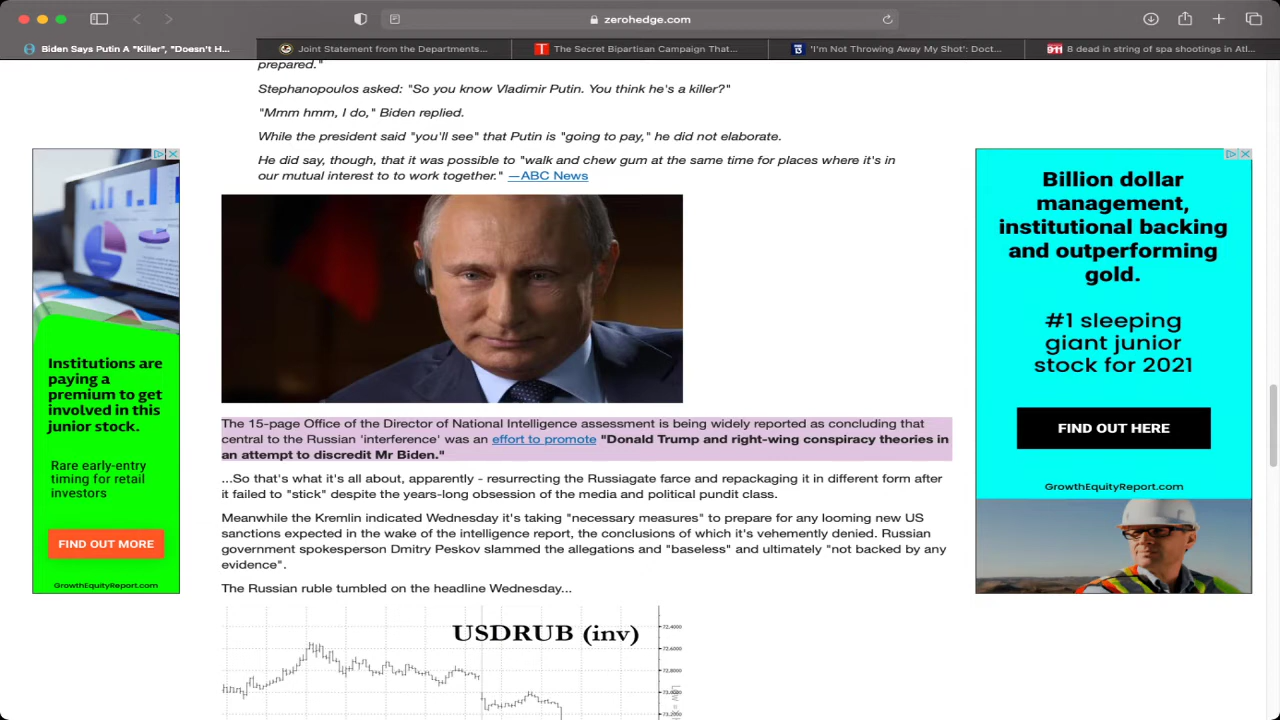 zerohedge.com
Biden Says Putin A "Killer", "Doesn't H...
Joint Statement from the Departments...
The Secret Bipartisan Campaign That...
'I'm Not Throwing Away My Shot': Doct...
8 dead in string of spa shootings in Atl...
prepared."
Stephanopoulos asked: "So you know Vladimir Putin. You think he's a killer?"
"Mmm hmm, I do," Biden replied.
While the president said "you'll see" that Putin is "going to pay," he did not elaborate.
He did say, though, that it was possible to "walk and chew gum at the same time for places where it's in
our mutual interest to to work together." —ABC News
The 15-page Office of the Director of National Intelligence assessment is being widely reported as concluding that
central to the Russian 'interference' was an effort to promote "Donald Trump and right-wing conspiracy theories in
an attempt to discredit Mr Biden."
...So that's what it's all about, apparently - resurrecting the Russiagate farce and repackaging it in different form after
it failed to "stick" despite the years-long obsession of the media and political pundit class.
Meanwhile the Kremlin indicated Wednesday it's taking "necessary measures" to prepare for any looming new US
sanctions expected in the wake of the intelligence report, the conclusions of which it's vehemently denied. Russian
government spokesperson Dmitry Peskov slammed the allegations and "baseless" and ultimately "not backed by any
evidence".
The Russian ruble tumbled on the headline Wednesday...
USDRUB (inv)
72.4000
72.6000
72.8000
73.0000
73.2000
Institutions are
paying a
premium to get
involved in this
junior stock.
Rare early-entry
timing for retail
investors
FIND OUT MORE
GrowthEquityReport.com
Billion dollar
management,
institutional backing
and outperforming
gold.
#1 sleeping
giant junior
stock for 2021
FIND OUT HERE
GrowthEquityReport.com